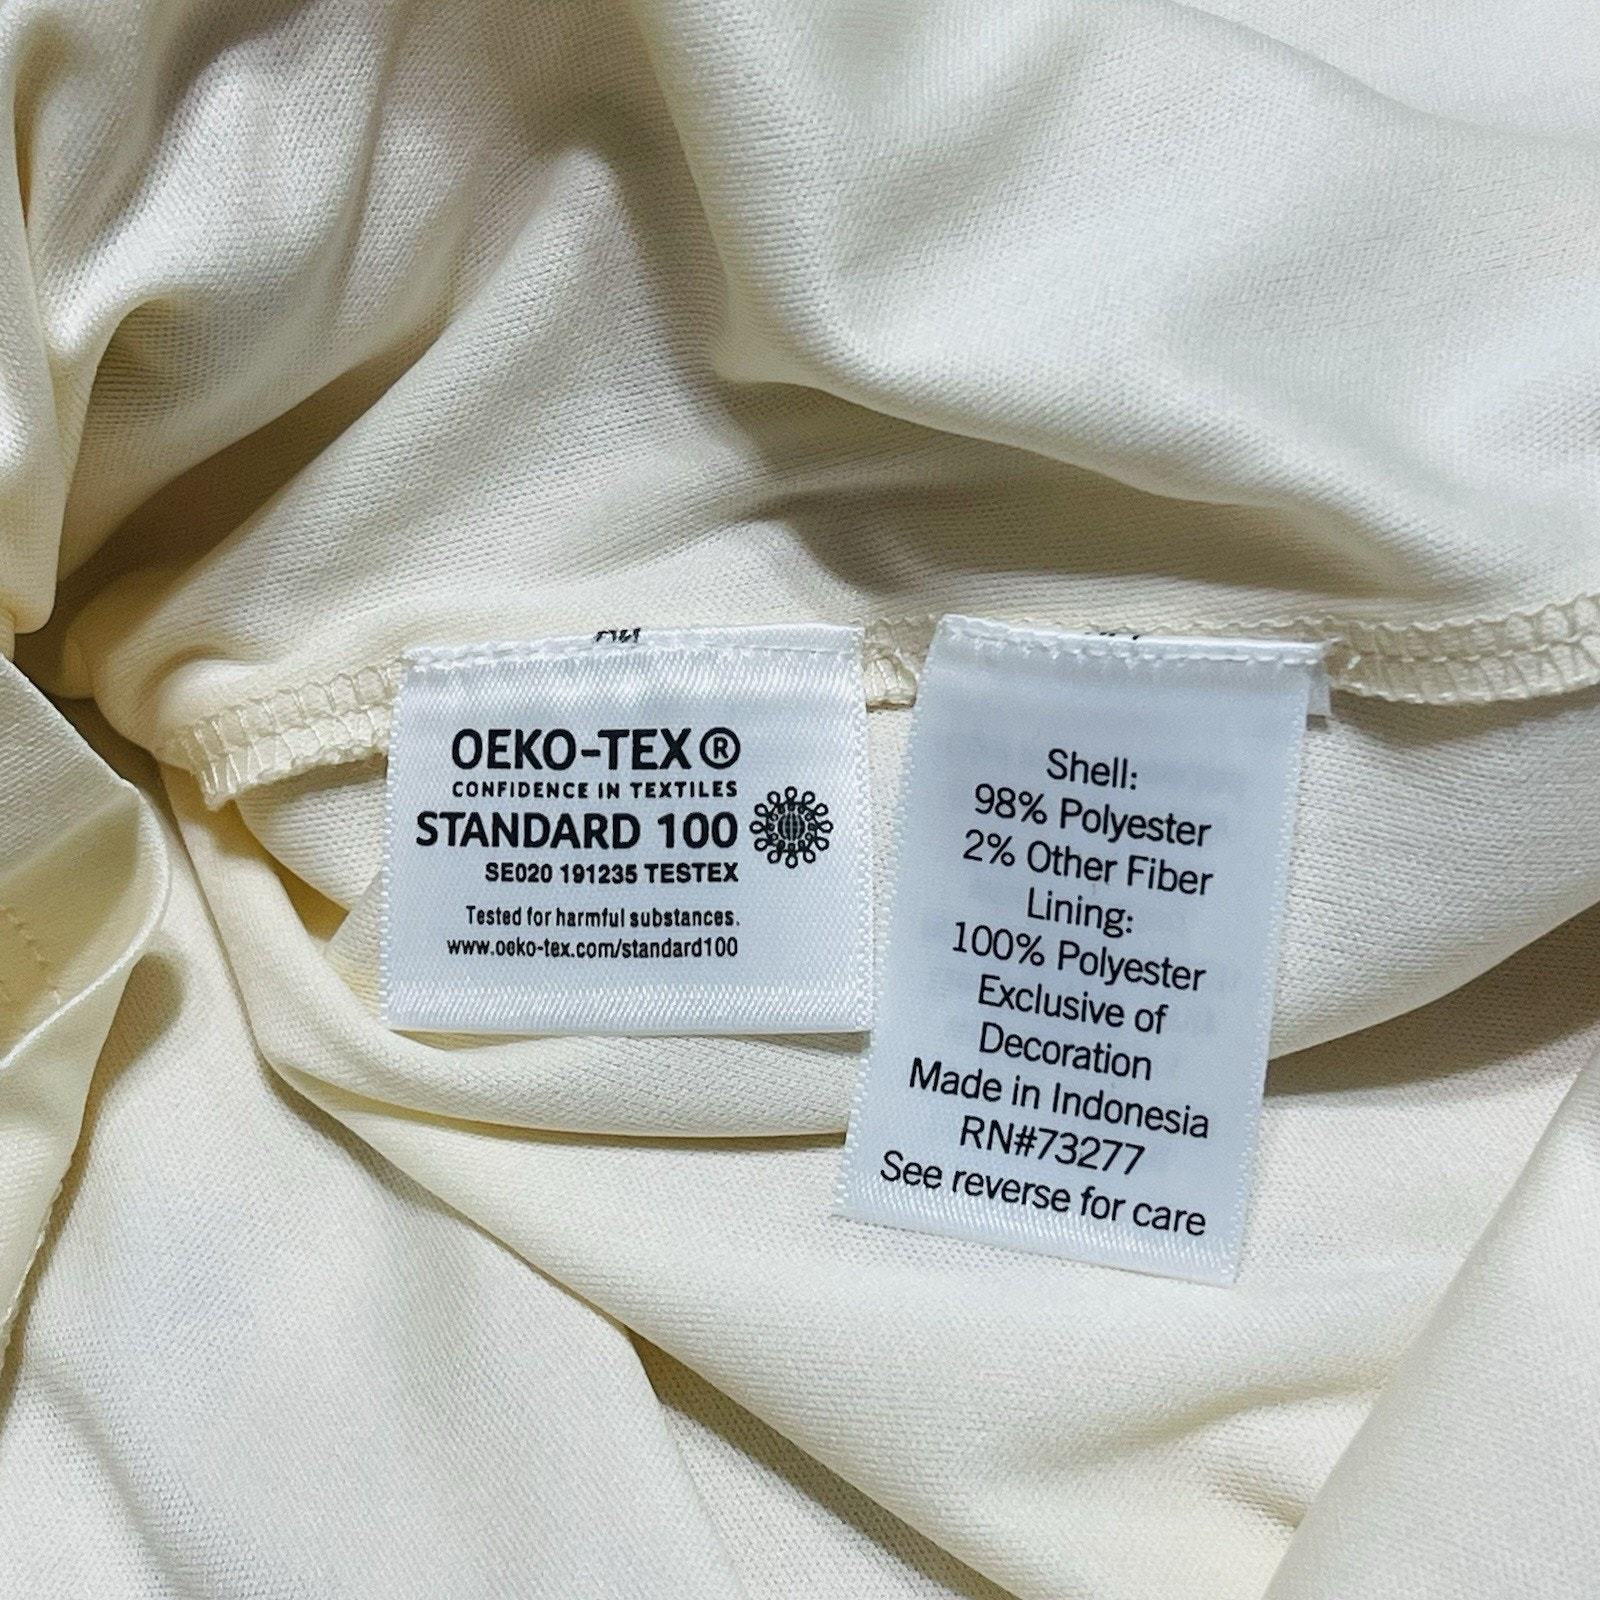 OEKO-TEX®
CONFIDENCE IN TEXTILES
STANDARD 100
SE020 191235 TESTEX
Tested for harmful substances.
www.oeko-tex.com/standard100
Shell:
98% Polyester
2% Other Fiber
Lining:
100% Polyester
Exclusive of
Decoration
Made in Indonesia
RN#73277
See reverse for care